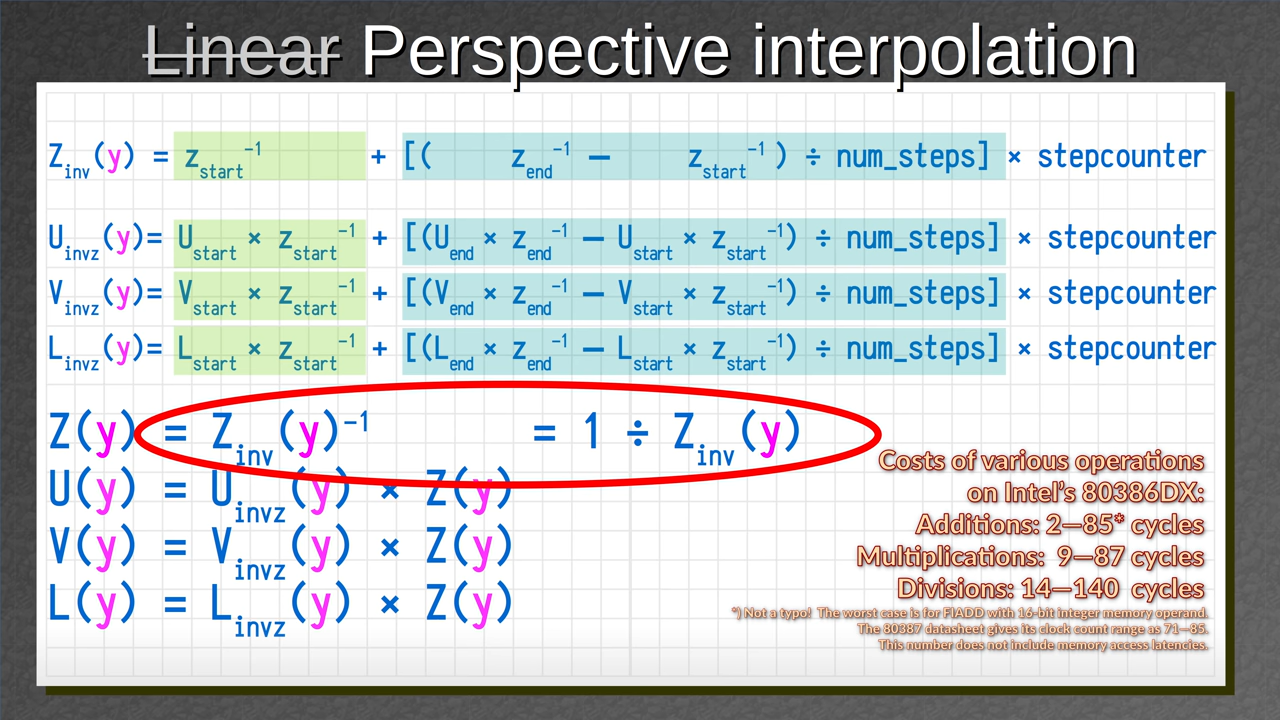 Linear Perspective interpolation
Z_inv(y) = z_start^−1 + [( z_end^−1 − z_start^−1 ) ÷ num_steps] × stepcounter
U_invz(y)= U_start × z_start^−1 + [(U_end × z_end^−1 − U_start × z_start^−1) ÷ num_steps] × stepcounter
V_invz(y)= V_start × z_start^−1 + [(V_end × z_end^−1 − V_start × z_start^−1) ÷ num_steps] × stepcounter
L_invz(y)= L_start × z_start^−1 + [(L_end × z_end^−1 − L_start × z_start^−1) ÷ num_steps] × stepcounter
Z(y) = Z_inv(y)^−1 = 1 ÷ Z_inv(y)
U(y) = U_invz(y) × Z(y)
V(y) = V_invz(y) × Z(y)
L(y) = L_invz(y) × Z(y)
Costs of various operations
on Intel’s 80386DX:
Additions: 2—85* cycles
Multiplications: 9—87 cycles
Divisions: 14—140 cycles
*) Not a typo! The worst case is for FIADD with 16-bit integer memory operand.
The 80387 datasheet gives its clock count range as 71—85.
This number does not include memory access latencies.